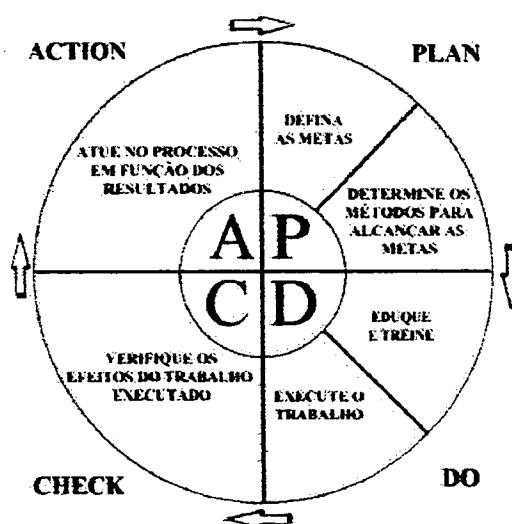 ACTION
PLAN
DEFINA
AS METAS
ATUE NO PROCESSO
EM FUNÇÃO DOS
RESULTADOS
DETERMINE OS
MÉTODOS PARA
ALCANÇAR AS
METAS
A P
C D
EDUQUE
E TREINE
VERIFIQUE OS
EFEITOS DO TRABALHO
EXECUTADO
EXECUTE O
TRABALHO
CHECK
DO